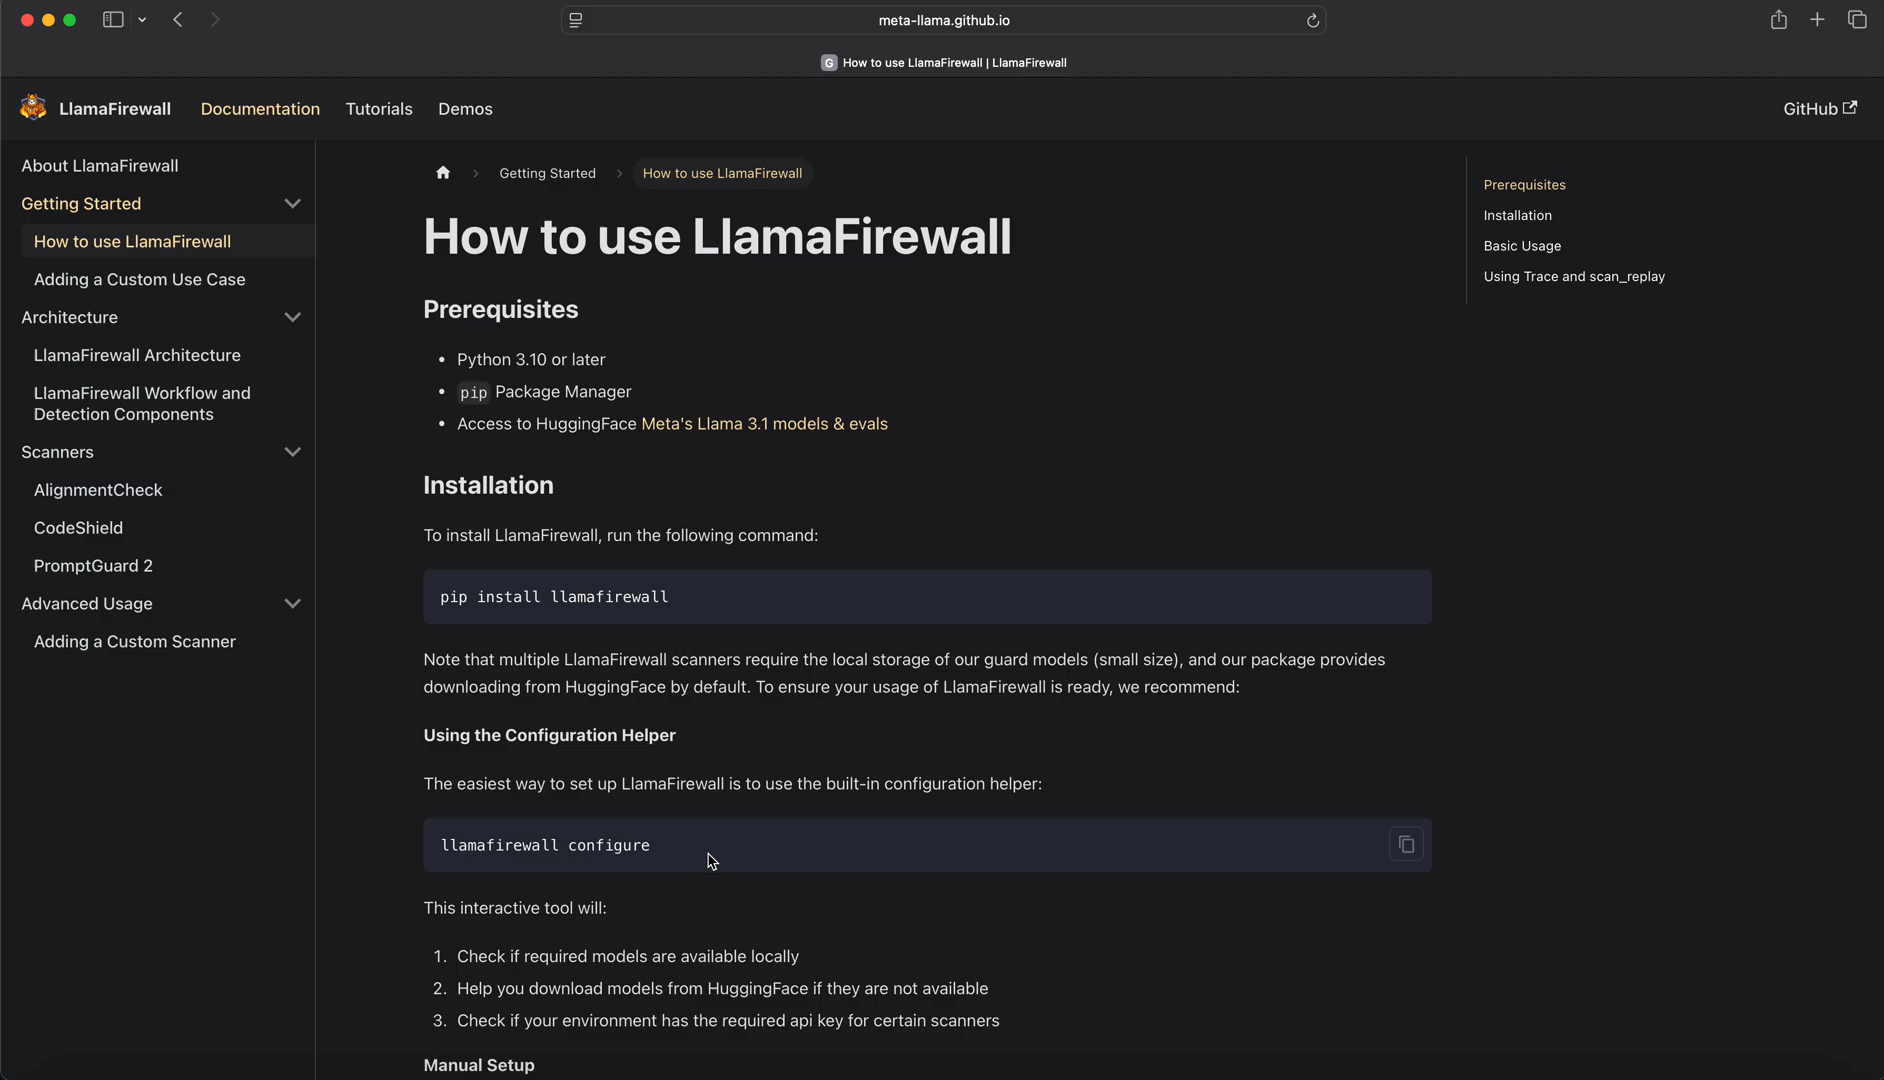 meta-llama.github.io
G How to use LlamaFirewall | LlamaFirewall
LlamaFirewall Documentation Tutorials Demos GitHub
About LlamaFirewall
Getting Started
How to use LlamaFirewall
Adding a Custom Use Case
Architecture
LlamaFirewall Architecture
LlamaFirewall Workflow and
Detection Components
Scanners
AlignmentCheck
CodeShield
PromptGuard 2
Advanced Usage
Adding a Custom Scanner
Getting Started How to use LlamaFirewall
How to use LlamaFirewall
Prerequisites
• Python 3.10 or later
• pip Package Manager
• Access to HuggingFace Meta's Llama 3.1 models & evals
Installation
To install LlamaFirewall, run the following command:
pip install llamafirewall
Note that multiple LlamaFirewall scanners require the local storage of our guard models (small size), and our package provides
downloading from HuggingFace by default. To ensure your usage of LlamaFirewall is ready, we recommend:
Using the Configuration Helper
The easiest way to set up LlamaFirewall is to use the built-in configuration helper:
llamafirewall configure
This interactive tool will:
1. Check if required models are available locally
2. Help you download models from HuggingFace if they are not available
3. Check if your environment has the required api key for certain scanners
Manual Setup
Prerequisites
Installation
Basic Usage
Using Trace and scan_replay